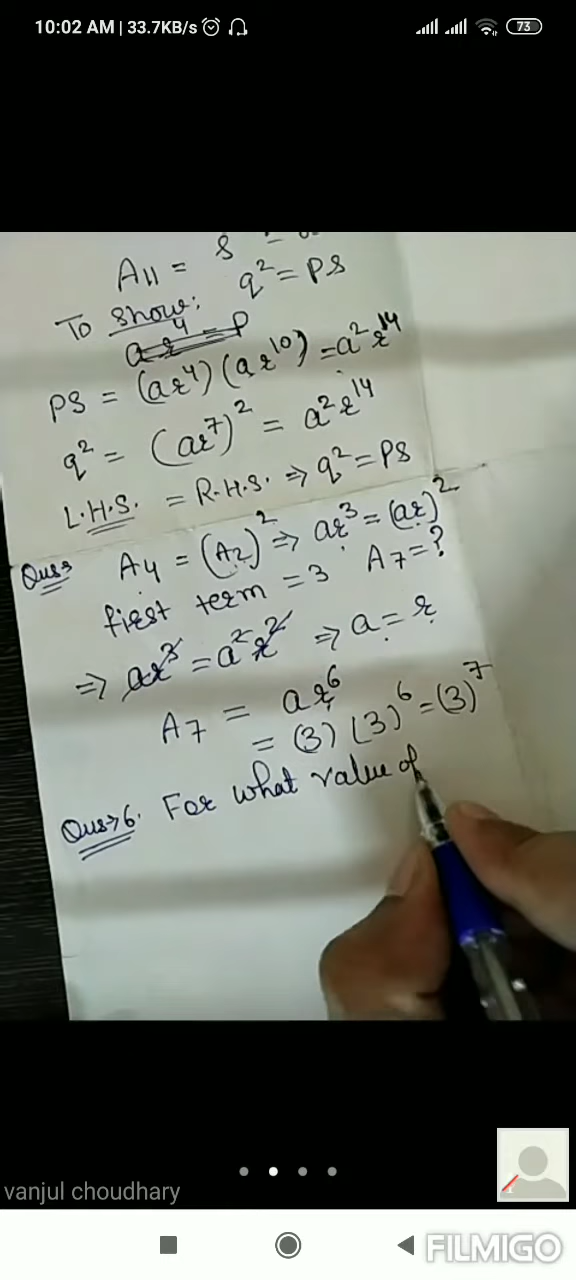 10:02 AM | 33.7KB/s
73
A11 = s =
To show: q² = ps
ar⁴ = p
ps = (ar⁴)(ar¹⁰) = a²r¹⁴
q² = (ar⁷)² = a²r¹⁴
L.H.S. = R.H.S. ⇒ q² = ps
Ques A4 = (A2)² ⇒ ar³ = (ar)²
first term = 3 A7 = ?
⇒ ar³ = a²r² ⇒ a = r
A7 = ar⁶
= (3) (3)⁶ = (3)⁷
Ques 6. For what value of
vanjul choudhary
FILMIGO